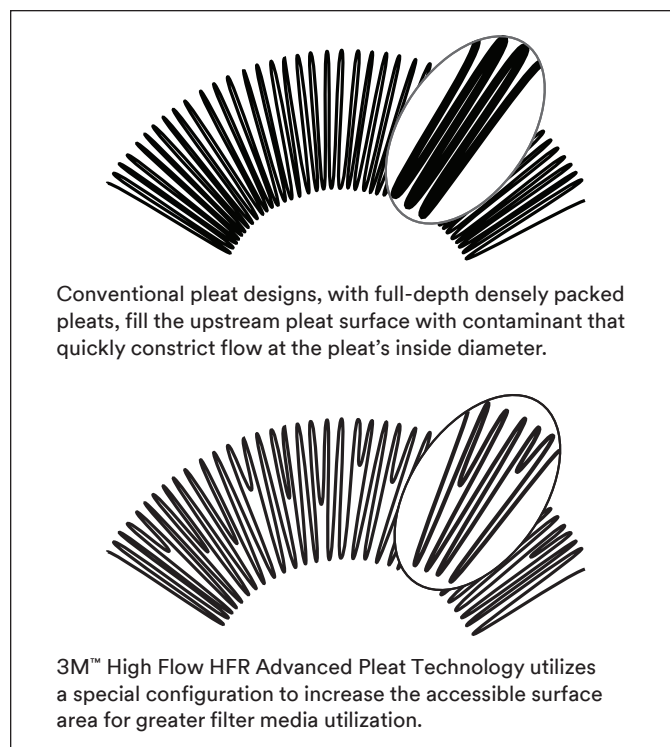 Conventional pleat designs, with full-depth densely packed
pleats, fill the upstream pleat surface with contaminant that
quickly constrict flow at the pleat’s inside diameter.
3M™ High Flow HFR Advanced Pleat Technology utilizes
a special configuration to increase the accessible surface
area for greater filter media utilization.